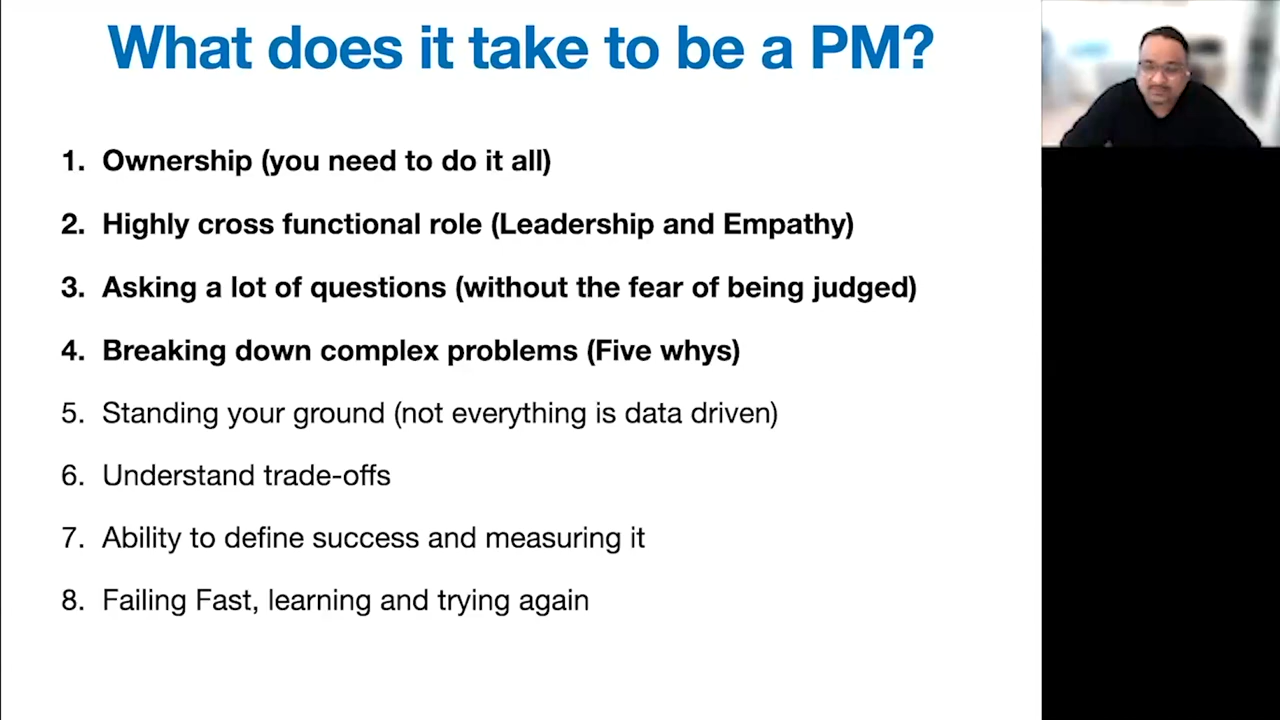 What does it take to be a PM?
1. Ownership (you need to do it all)
2. Highly cross functional role (Leadership and Empathy)
3. Asking a lot of questions (without the fear of being judged)
4. Breaking down complex problems (Five whys)
5. Standing your ground (not everything is data driven)
6. Understand trade-offs
7. Ability to define success and measuring it
8. Failing Fast, learning and trying again